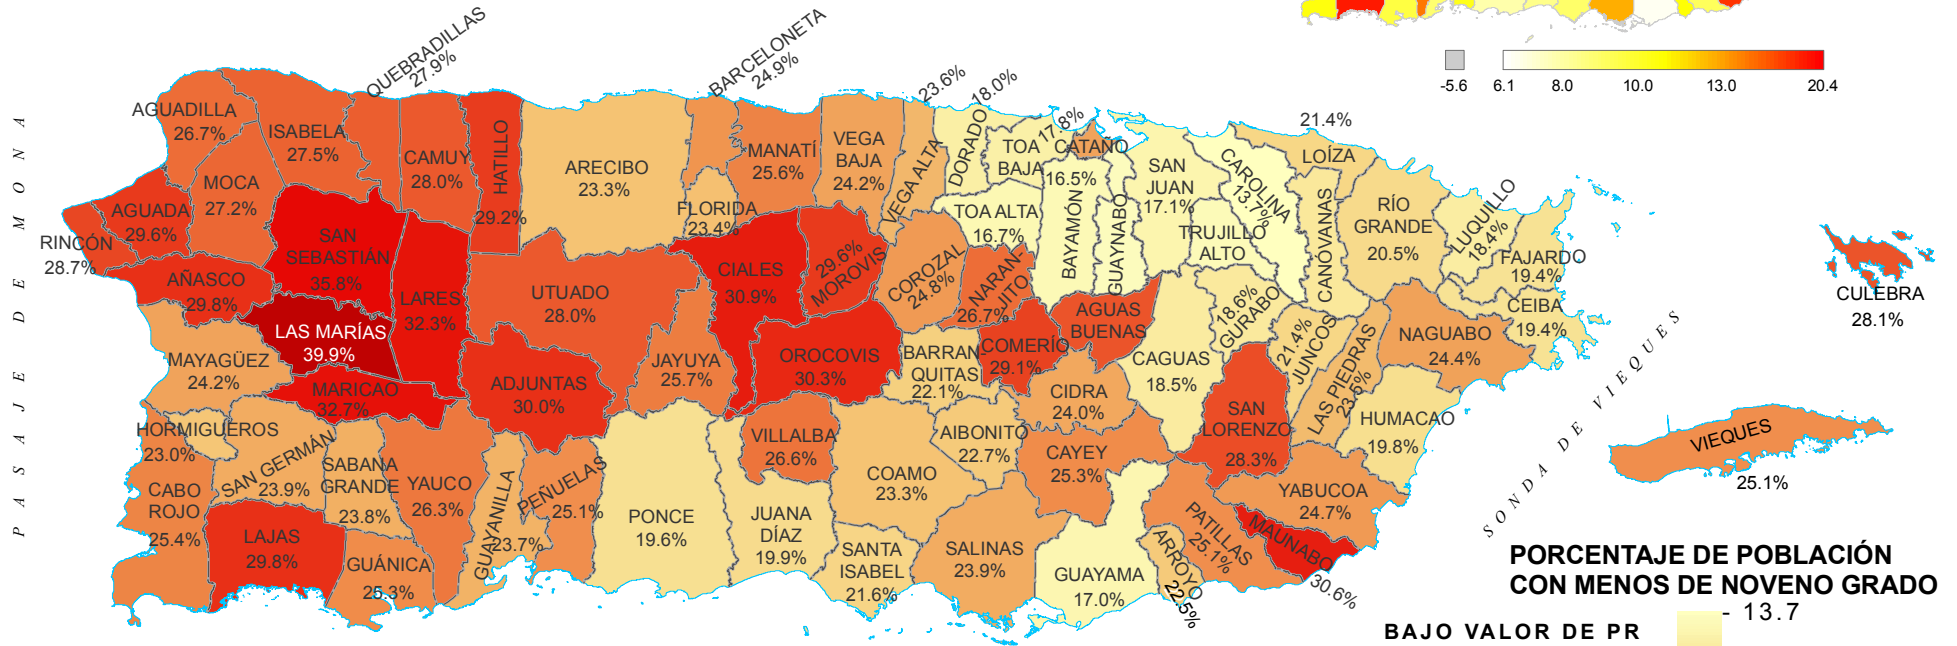 -5.6 6.1 8.0 10.0 13.0 20.4
PASAJE DE MONA
QUEBRADILLAS
27.9%
BARCELONETA
24.9%
AGUADILLA
26.7%
ISABELA
27.5%
CAMUY
28.0%
HATILLO
29.2%
ARECIBO
23.3%
FLORIDA
23.4%
MANATÍ
25.6%
VEGA
BAJA
24.2%
VEGA ALTA
23.6%
DORADO
18.0%
TOA
BAJA
17.8%
CATAÑO
TOA ALTA
16.7%
BAYAMÓN
16.5%
GUAYNABO
SAN
JUAN
17.1%
TRUJILLO
ALTO
CAROLINA
13.7%
LOÍZA
21.4%
CANÓVANAS
RÍO
GRANDE
20.5%
LUQUILLO
18.4%
FAJARDO
19.4%
CEIBA
19.4%
CULEBRA
28.1%
MOCA
27.2%
AGUADA
29.6%
RINCÓN
28.7%
AÑASCO
29.8%
SAN
SEBASTIÁN
35.8%
LARES
32.3%
LAS MARÍAS
39.9%
MAYAGÜEZ
24.2%
MARICAO
32.7%
UTUADO
28.0%
ADJUNTAS
30.0%
JAYUYA
25.7%
CIALES
30.9%
29.6%
MOROVIS
OROCOVIS
30.3%
COROZAL
24.8%
NARAN-
JITO
26.7%
BARRAN-
QUITAS
22.1%
COMERÍO
29.1%
AGUAS
BUENAS
CIDRA
24.0%
CAGUAS
18.5%
18.6%
GURABO
21.4%
JUNCOS
LAS PIEDRAS
23.5%
NAGUABO
24.4%
HUMACAO
19.8%
SAN
LORENZO
28.3%
YABUCOA
24.7%
MAUNABO
30.6%
PATILLAS
25.1%
ARROYO
22.5%
GUAYAMA
17.0%
CAYEY
25.3%
AIBONITO
22.7%
COAMO
23.3%
SALINAS
23.9%
SANTA
ISABEL
21.6%
VILLALBA
26.6%
JUANA
DÍAZ
19.9%
PONCE
19.6%
PEÑUELAS
25.1%
GUAYANILLA
23.7%
YAUCO
26.3%
GUÁNICA
25.3%
SABANA
GRANDE
23.8%
SAN GERMÁN
23.9%
HORMIGUEROS
23.0%
CABO
ROJO
25.4%
LAJAS
29.8%
VIEQUES
25.1%
SONDA DE VIEQUES
PORCENTAJE DE POBLACIÓN
CON MENOS DE NOVENO GRADO
BAJO VALOR DE PR - 13.7